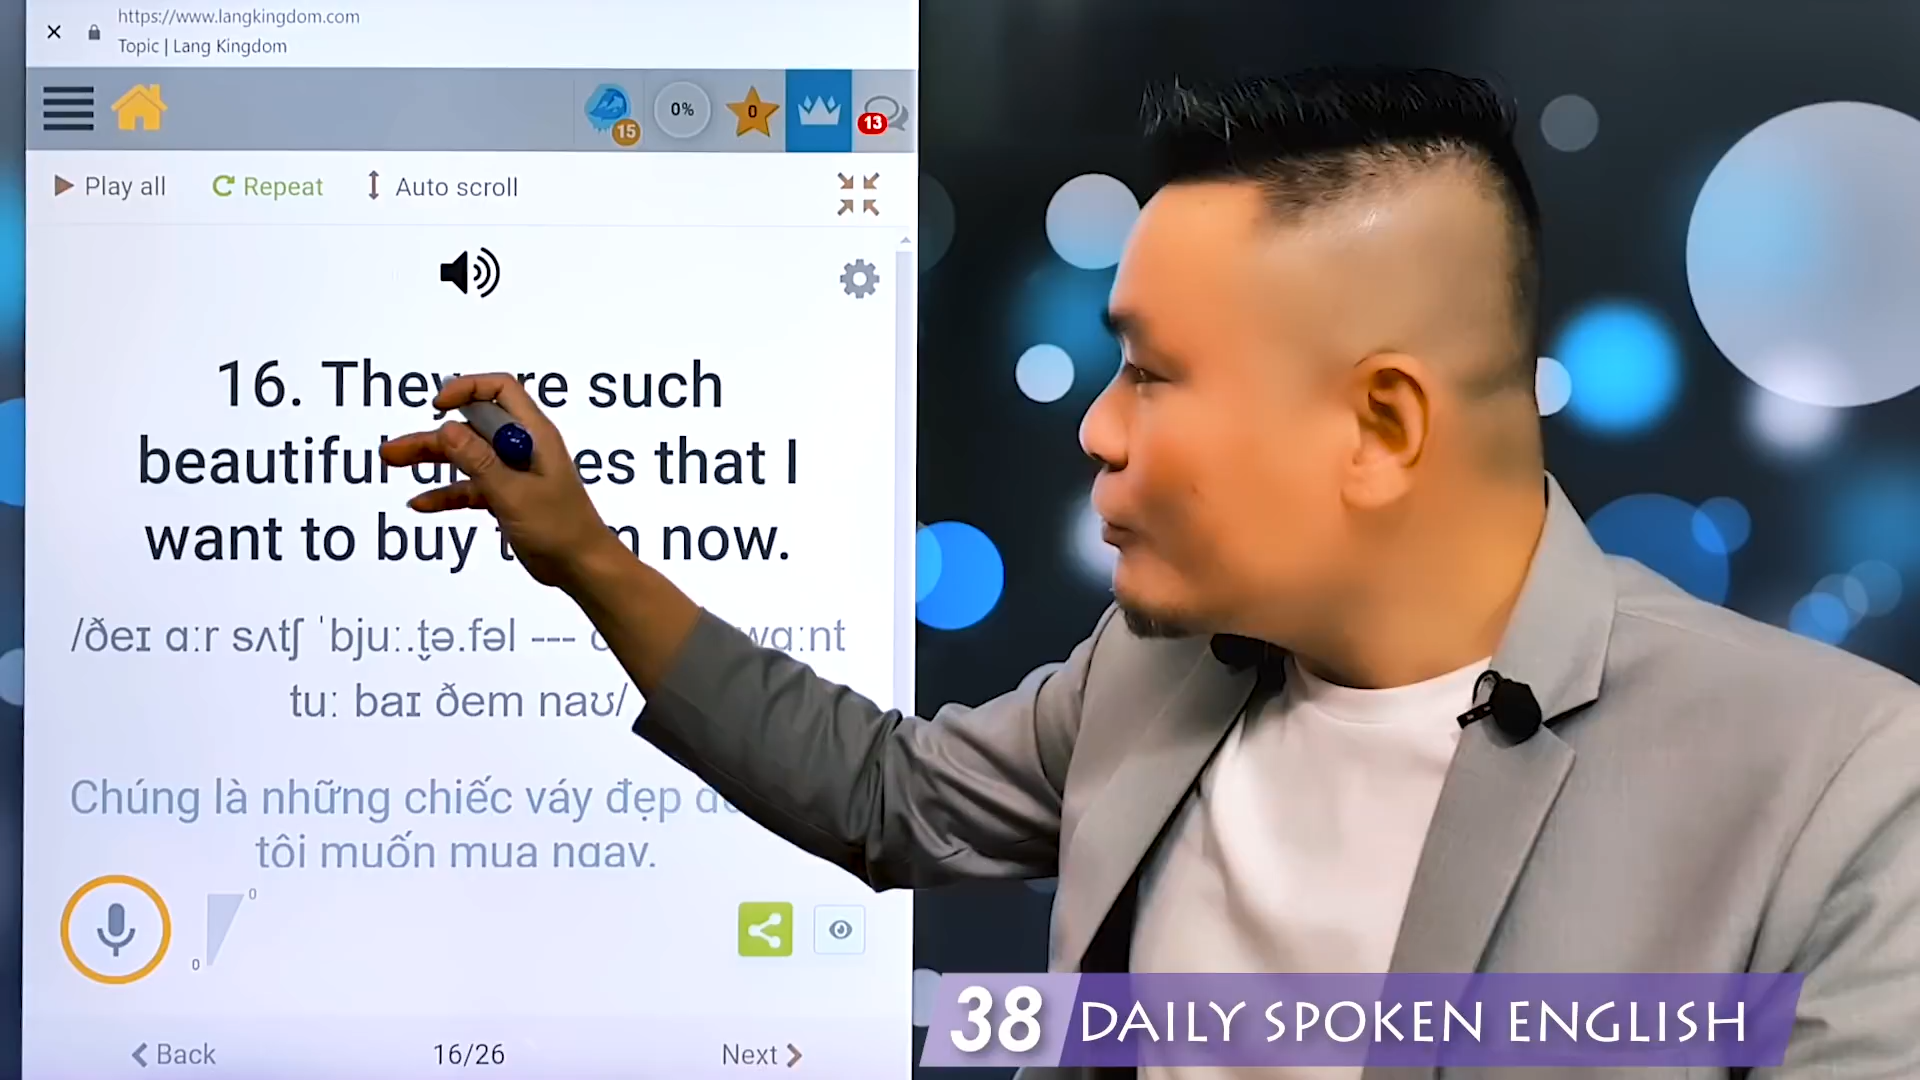 https://www.langkingdom.com
Topic | Lang Kingdom
15
0%
0
13
Play all
Repeat
Auto scroll
16. They are such
beautiful that I
want to buy now.
/ðeɪ ɑːr sʌtʃ ˈbjuː.t̬ə.fəl --- wɑːnt
tuː baɪ ðem naʊ/
Chúng là những chiếc váy đẹp
tôi muốn mua ngay.
0
0
Back
16/26
Next
38 DAILY SPOKEN ENGLISH